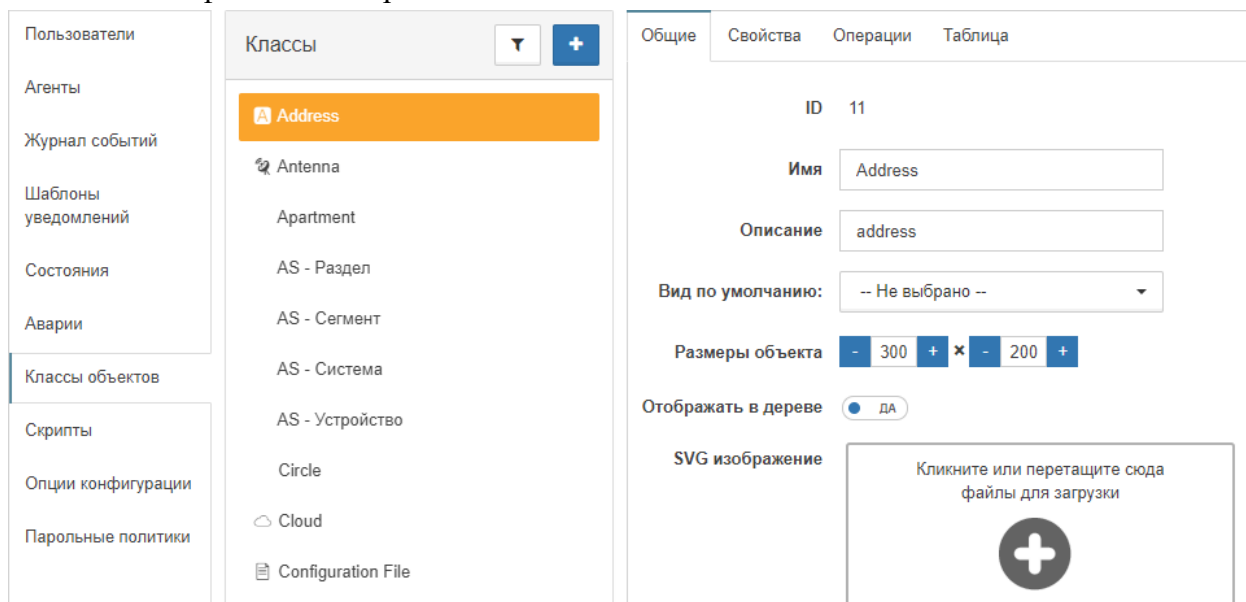 Пользователи
Агенты
Журнал событий
Шаблоны
уведомлений
Состояния
Аварии
Классы объектов
Скрипты
Опции конфигурации
Парольные политики
Классы
A Address
Antenna
Apartment
AS - Раздел
AS - Сегмент
AS - Система
AS - Устройство
Circle
Cloud
Configuration File
Общие Свойства Операции Таблица
ID 11
Имя Address
Описание address
Вид по умолчанию: -- Не выбрано --
Размеры объекта - 300 + × - 200 +
Отображать в дереве ДА
SVG изображение
Кликните или перетащите сюда
файлы для загрузки